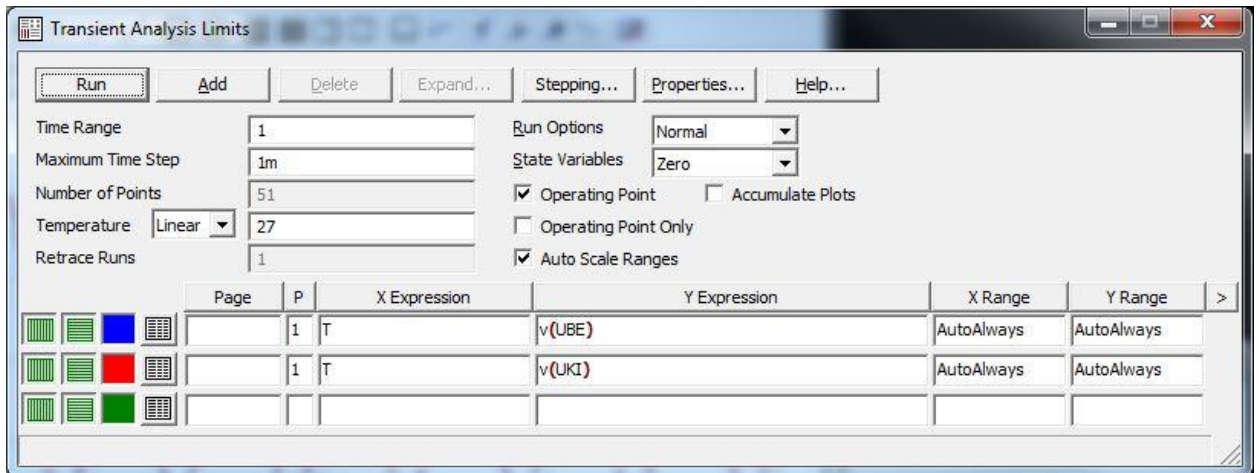 Transient Analysis Limits
Run Add Delete Expand... Stepping... Properties... Help...
Time Range 1 Run Options Normal
Maximum Time Step 1m State Variables Zero
Number of Points 51 Operating Point Accumulate Plots
Temperature Linear 27 Operating Point Only
Retrace Runs 1 Auto Scale Ranges
Page P X Expression Y Expression X Range Y Range >
1 T v(UBE) AutoAlways AutoAlways
1 T v(UKI) AutoAlways AutoAlways